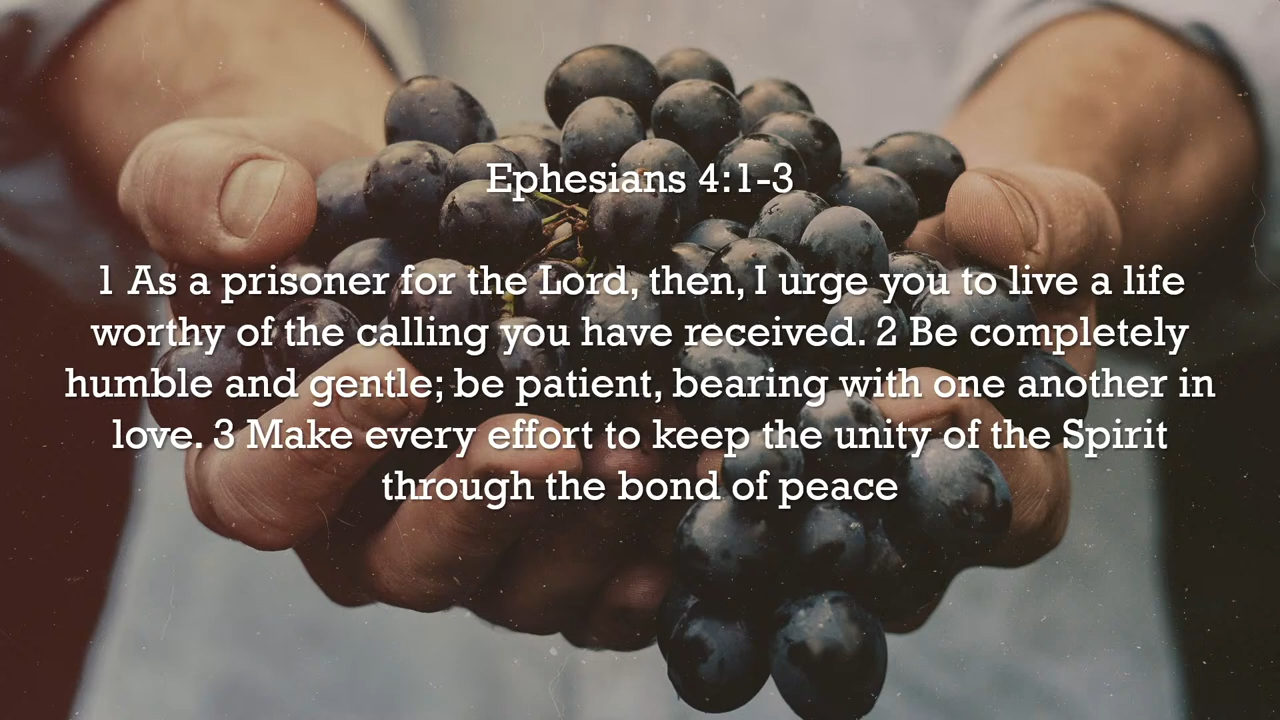 Ephesians 4:1-3
1 As a prisoner for the Lord, then, I urge you to live a life
worthy of the calling you have received. 2 Be completely
humble and gentle; be patient, bearing with one another in
love. 3 Make every effort to keep the unity of the Spirit
through the bond of peace